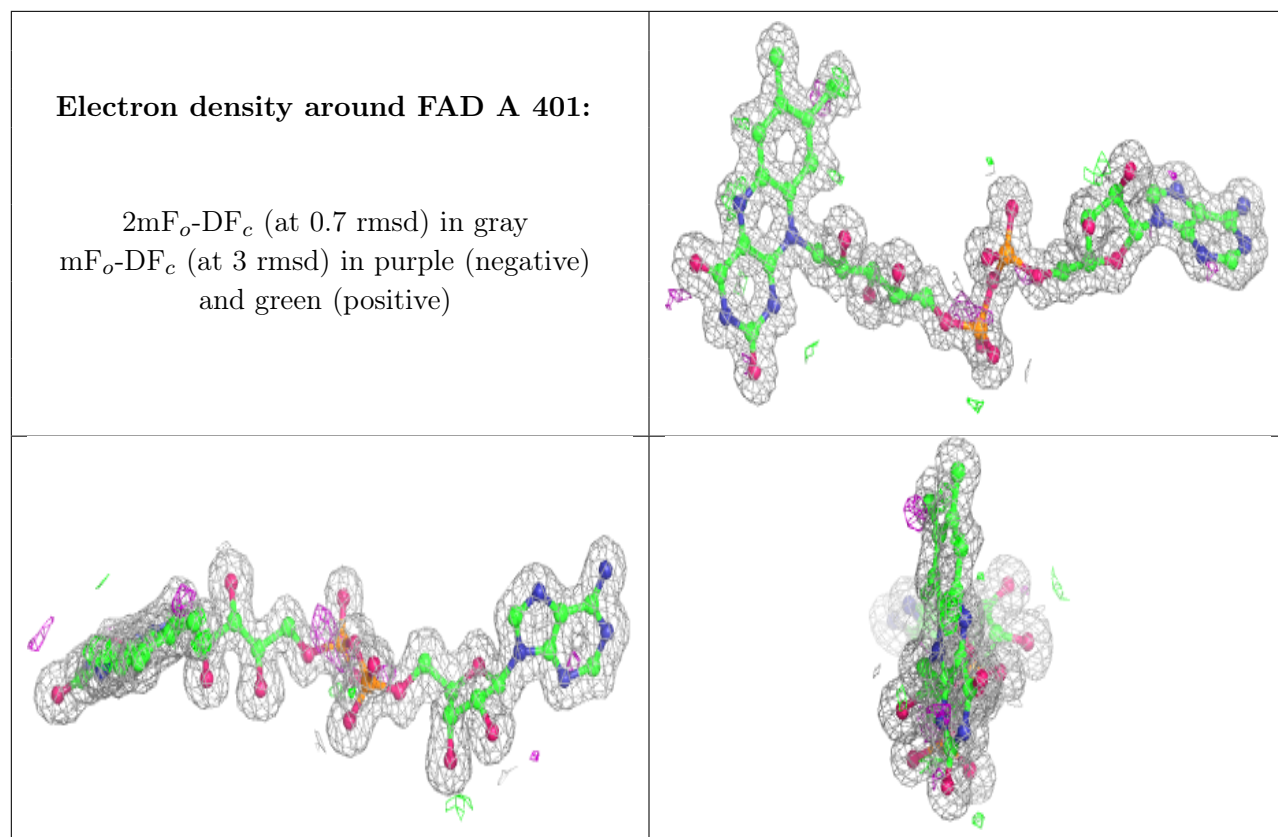 Electron density around FAD A 401:
2mFo-DFc (at 0.7 rmsd) in gray
mFo-DFc (at 3 rmsd) in purple (negative)
and green (positive)